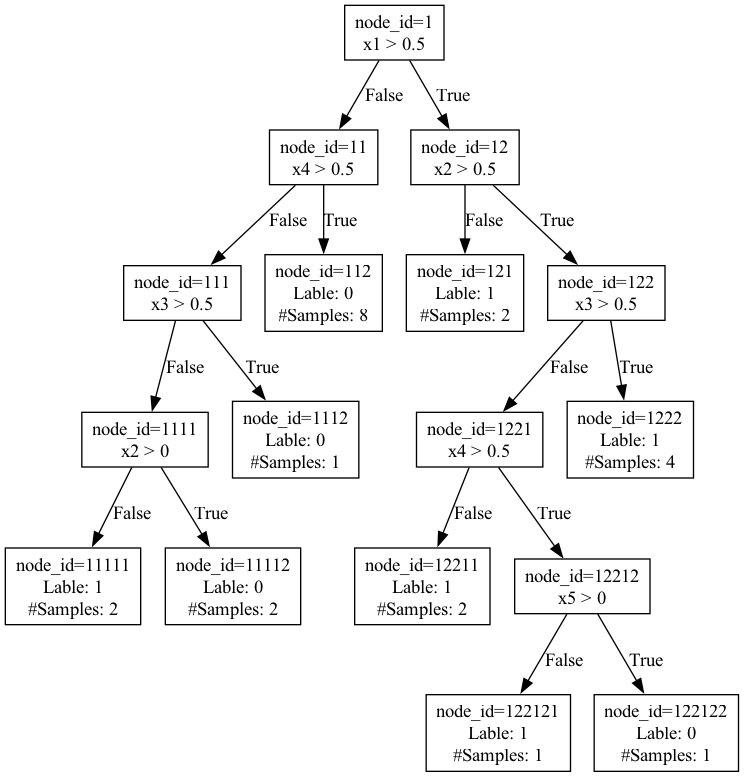 node_id=1
x1 > 0.5
False
True
node_id=11
x4 > 0.5
node_id=12
x2 > 0.5
False
True
False
True
node_id=111
x3 > 0.5
node_id=112
Lable: 0
#Samples: 8
node_id=121
Lable: 1
#Samples: 2
node_id=122
x3 > 0.5
False
True
False
True
node_id=1111
x2 > 0
node_id=1112
Lable: 0
#Samples: 1
node_id=1221
x4 > 0.5
node_id=1222
Lable: 1
#Samples: 4
False
True
False
True
node_id=11111
Lable: 1
#Samples: 2
node_id=11112
Lable: 0
#Samples: 2
node_id=12211
Lable: 1
#Samples: 2
node_id=12212
x5 > 0
False
True
node_id=122121
Lable: 1
#Samples: 1
node_id=122122
Lable: 0
#Samples: 1